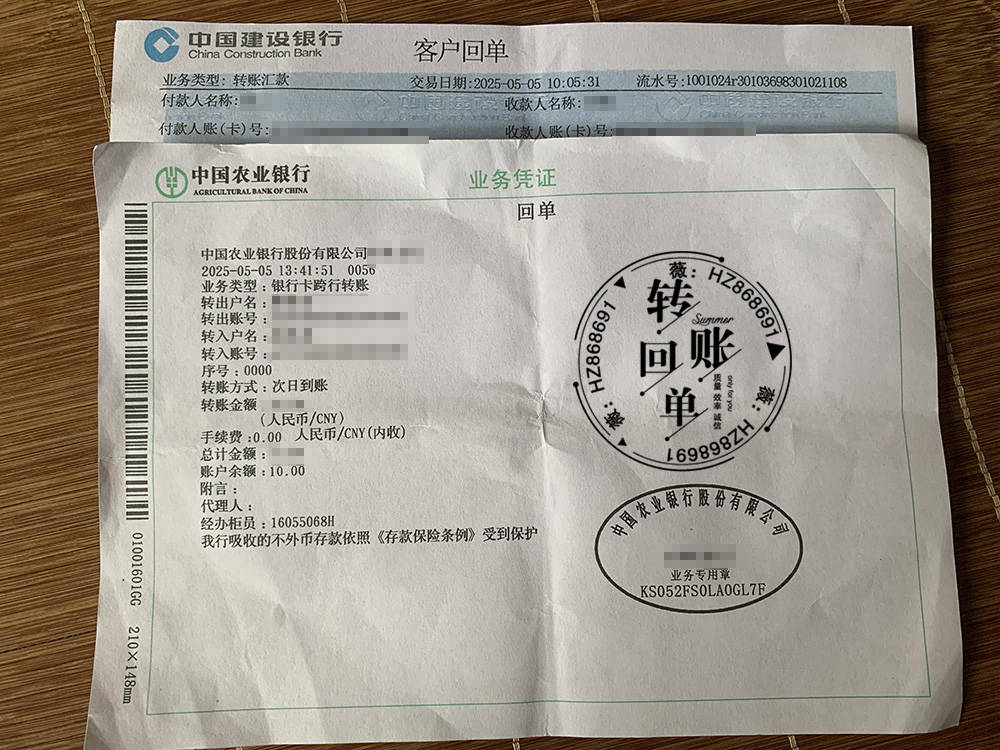 中国建设银行
China Construction Bank
客户回单
业务类型: 转账汇款 交易日期:2025-05-05 10:05:31 流水号:1001024r30103698301021108
付款人名称: 收款人名称:
付款人账(卡)号: 收款人账(卡)号:
中国农业银行
AGRICULTURAL BANK OF CHINA
业务凭证
回单
中国农业银行股份有限公司
2025-05-05 13:41:51 0056
业务类型:银行卡跨行转账
转出户名:
转出账号:
转入户名:
转入账号:
序号:0000
转账方式:次日到账
转账金额
(人民币/CNY)
手续费:0.00 人民币/CNY(内收)
总计金额:
账户余额:10.00
附言:
代理人:
经办柜员:16055068H
我行吸收的不外币存款依照《存款保险条例》受到保护
01001601GG 210×148mm
薇: HZ868691
薇: HZ868691
薇: HZ868691
转账
回单
Summer
only for you
质量 效率 诚信
中国农业银行股份有限公司
业务专用章
KS052FS0LA0GL7F